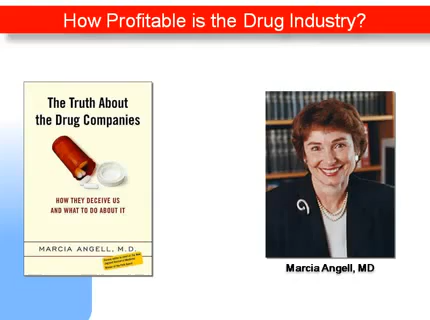 How Profitable is the Drug Industry?
The Truth About
the Drug Companies
HOW THEY DECEIVE US
AND WHAT TO DO ABOUT IT
MARCIA ANGELL, M.D.
Marcia Angell, MD